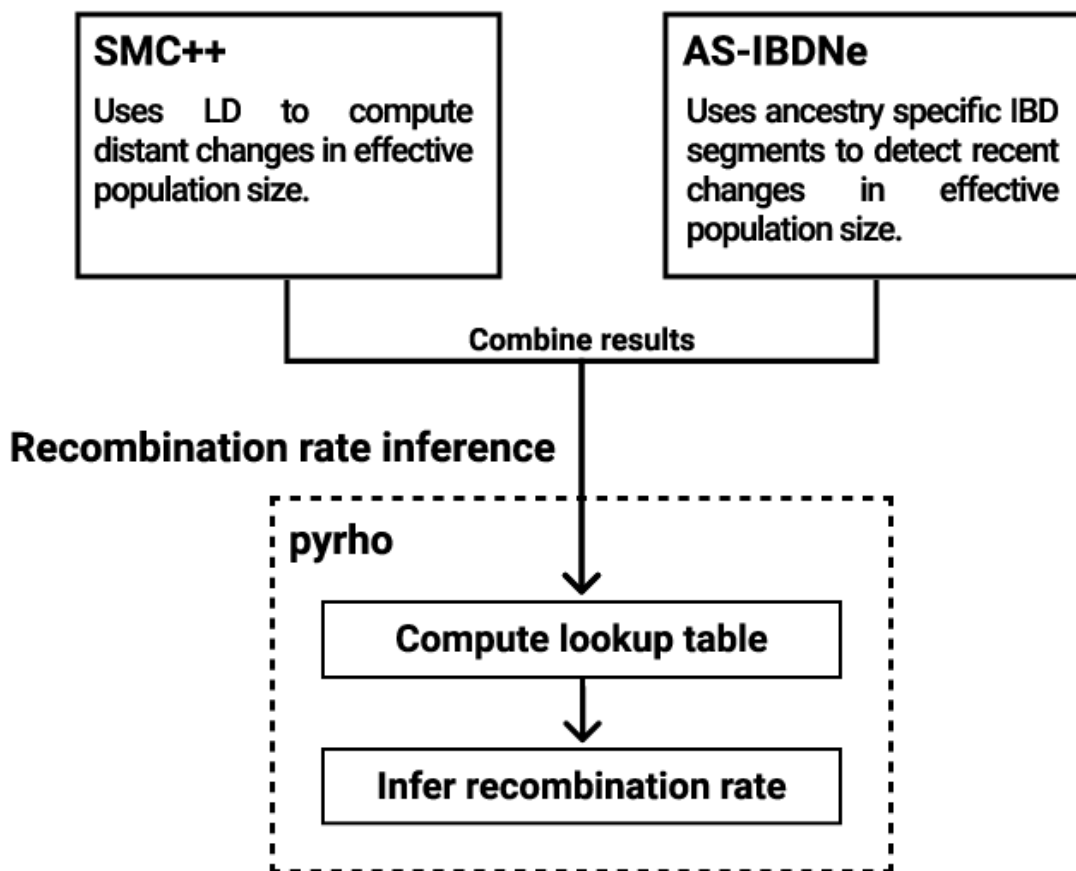 SMC++
Uses LD to compute
distant changes in effective
population size.
AS-IBDNe
Uses ancestry specific IBD
segments to detect recent
changes in effective
population size.
Combine results
Recombination rate inference
pyrho
Compute lookup table
Infer recombination rate